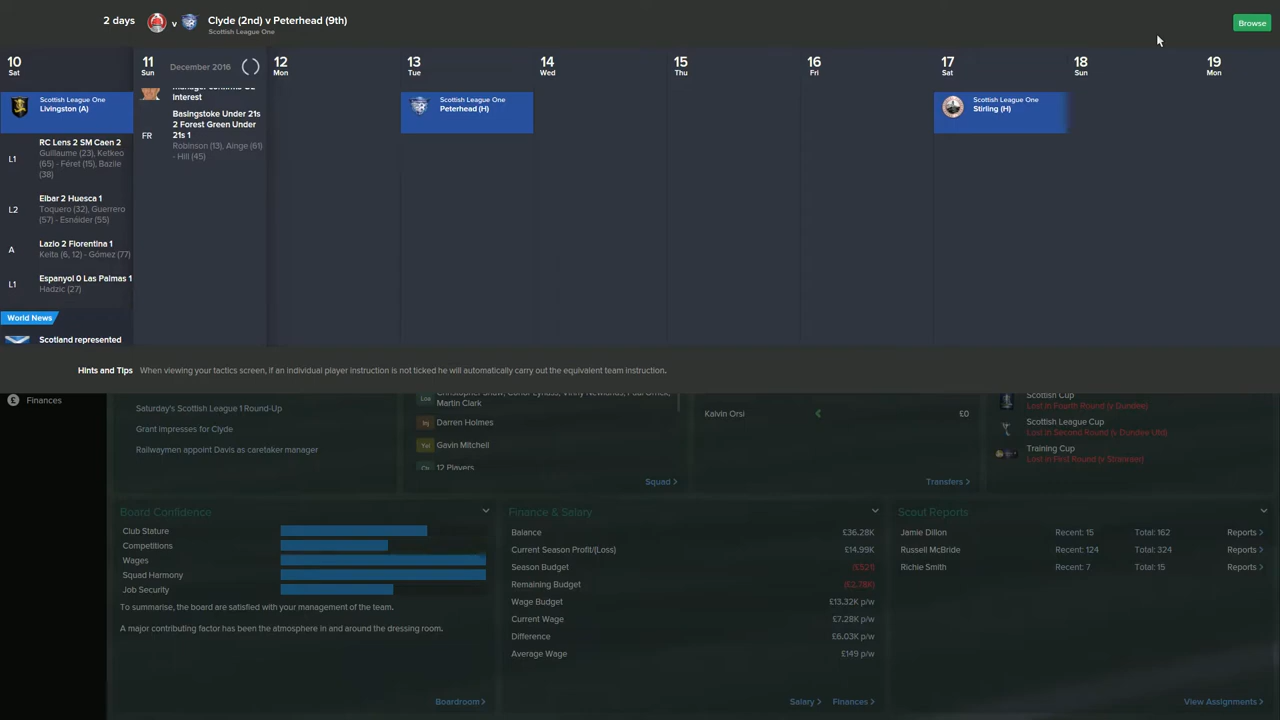 2 days v Clyde (2nd) v Peterhead (9th)
Scottish League One
Browse
10 11 December 2016 12 13 14 15 16 17 18 19
Sat Sun Mon Tue Wed Thu Fri Sat Sun Mon
Scottish League One
Livingston (A)
RC Lens 2 SM Caen 2
L1 Guillaume (23), Ketkeo
(65) - Féret (15), Bazile
(38)
Eibar 2 Huesca 1
L2 Toquero (32), Guerrero
(57) - Esnáider (55)
Lazio 2 Fiorentina 1
A Keita (6, 12) - Gómez (77)
Espanyol 0 Las Palmas 1
L1 Hadzic (27)
World News
Scotland represented
Interest
Basingstoke Under 21s
2 Forest Green Under
FR 21s 1
Robinson (13), Ainge (61)
- Hill (45)
Scottish League One
Peterhead (H)
Scottish League One
Stirling (H)
Hints and Tips When viewing your tactics screen, if an individual player instruction is not ticked he will automatically carry out the equivalent team instruction.
£ Finances
Saturday's Scottish League 1 Round-Up
Grant impresses for Clyde
Railwaymen appoint Davis as caretaker manager
Loa
Martin Clark
Inj Darren Holmes
Yel Gavin Mitchell
12 Players
Squad >
Kalvin Orsi £0
Transfers >
Scottish Cup
Lost in Fourth Round (v Dundee)
Scottish League Cup
Lost in Second Round (v Dundee Utd)
Training Cup
Lost in First Round (v Stranraer)
Board Confidence
Club Stature
Competitions
Wages
Squad Harmony
Job Security
To summarise, the board are satisfied with your management of the team.
A major contributing factor has been the atmosphere in and around the dressing room.
Boardroom >
Finance & Salary
Balance £36.28K
Current Season Profit/(Loss) £14.99K
Season Budget (£521)
Remaining Budget (£2.78K)
Wage Budget £13.32K p/w
Current Wage £7.28K p/w
Difference £6.03K p/w
Average Wage £149 p/w
Salary > Finances >
Scout Reports
Jamie Dillon Recent: 15 Total: 162 Reports >
Russell McBride Recent: 124 Total: 324 Reports >
Richie Smith Recent: 7 Total: 15 Reports >
View Assignments >